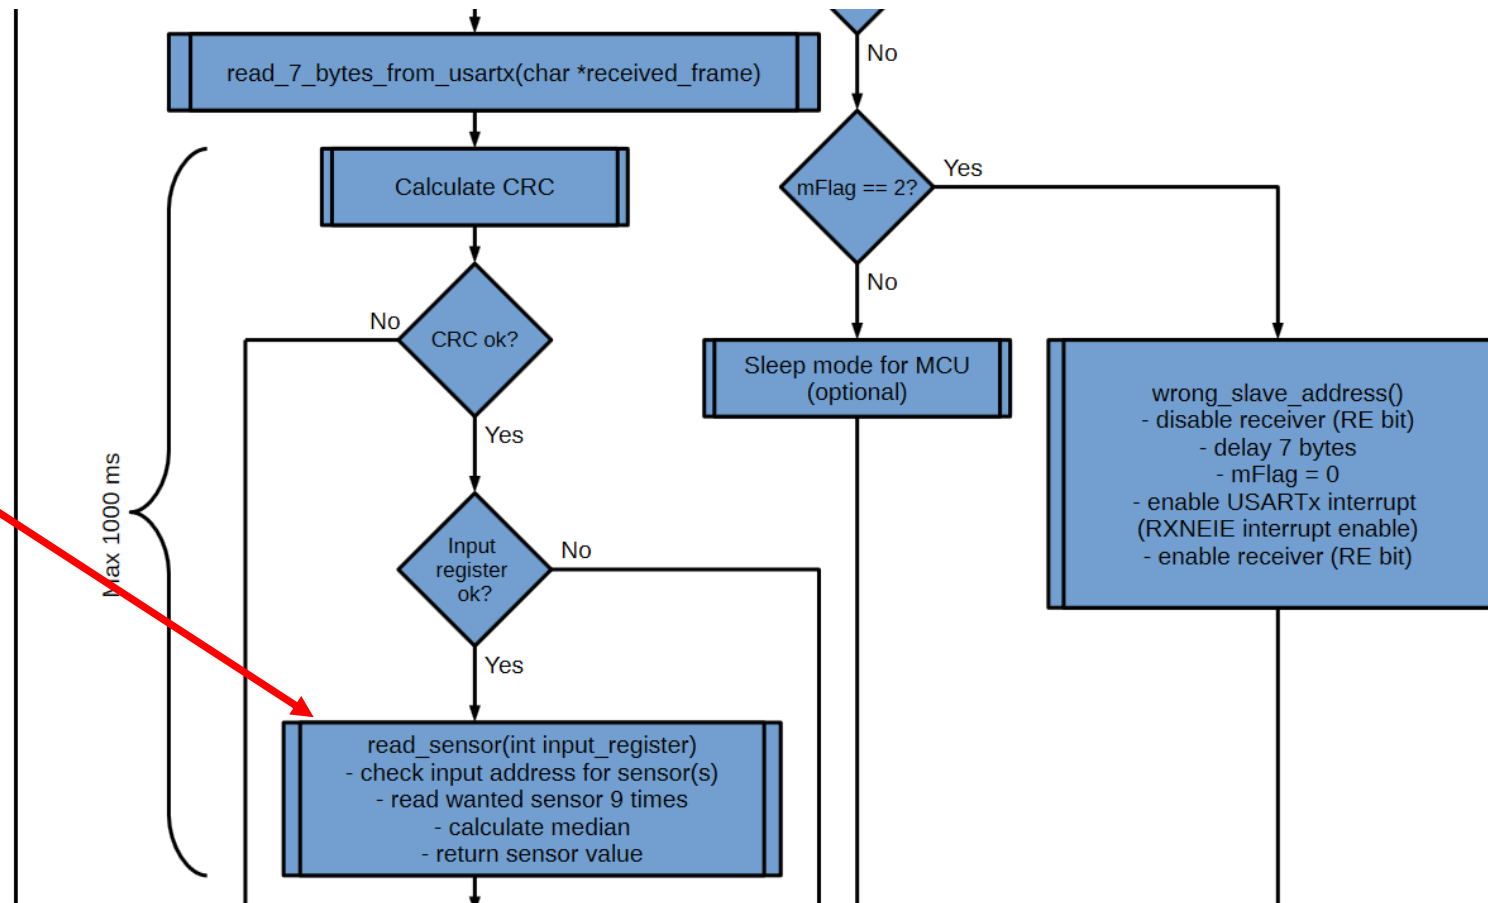 read_7_bytes_from_usartx(char *received_frame)
Calculate CRC
No
CRC ok?
Yes
Max 1000 ms
Input
register
ok?
No
Yes
read_sensor(int input_register)
- check input address for sensor(s)
- read wanted sensor 9 times
- calculate median
- return sensor value
No
mFlag == 2?
Yes
No
Sleep mode for MCU
(optional)
wrong_slave_address()
- disable receiver (RE bit)
- delay 7 bytes
- mFlag = 0
- enable USARTx interrupt
(RXNEIE interrupt enable)
- enable receiver (RE bit)